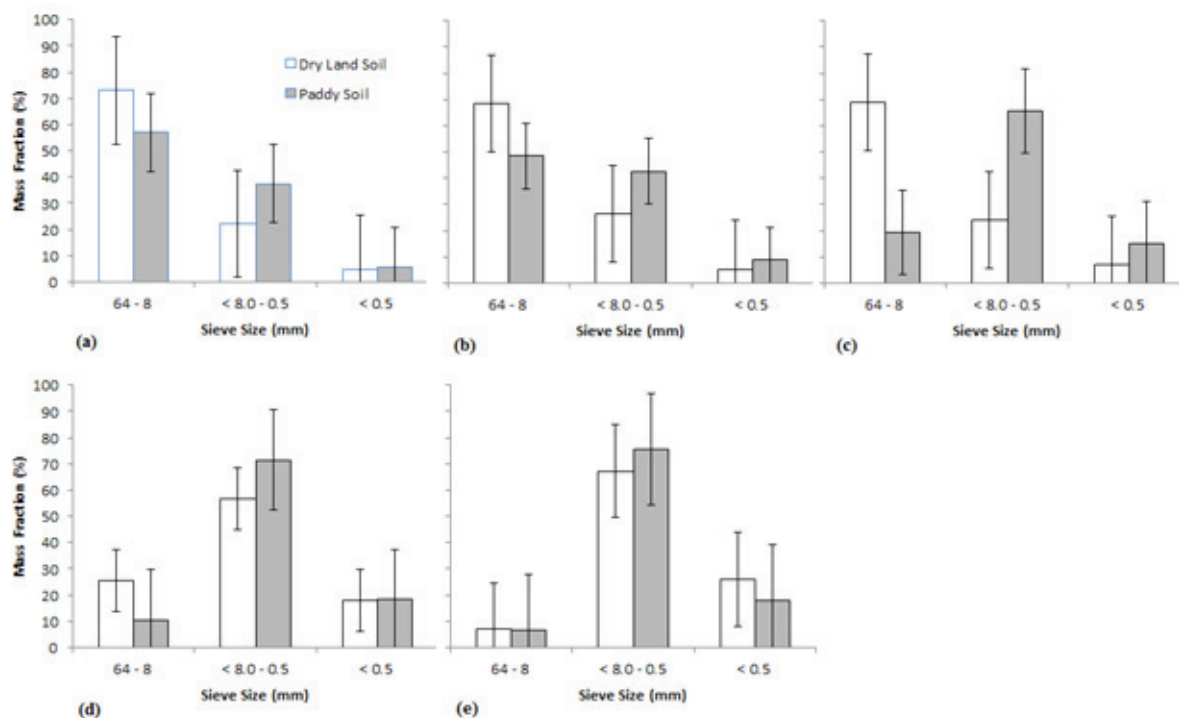 100
90
80
70
60
50
40
30
20
10
0
Mass Fraction (%)
Dry Land Soil
Paddy Soil
64 - 8
< 8.0 - 0.5
< 0.5
Sieve Size (mm)
(a)
64 - 8
< 8.0 - 0.5
< 0.5
Sieve Size (mm)
(b)
64 - 8
< 8.0 - 0.5
< 0.5
Sieve Size (mm)
(c)
100
90
80
70
60
50
40
30
20
10
0
Mass Fraction (%)
64 - 8
< 8.0 - 0.5
< 0.5
Sieve Size (mm)
(d)
64 - 8
< 8.0 - 0.5
< 0.5
Sieve Size (mm)
(e)